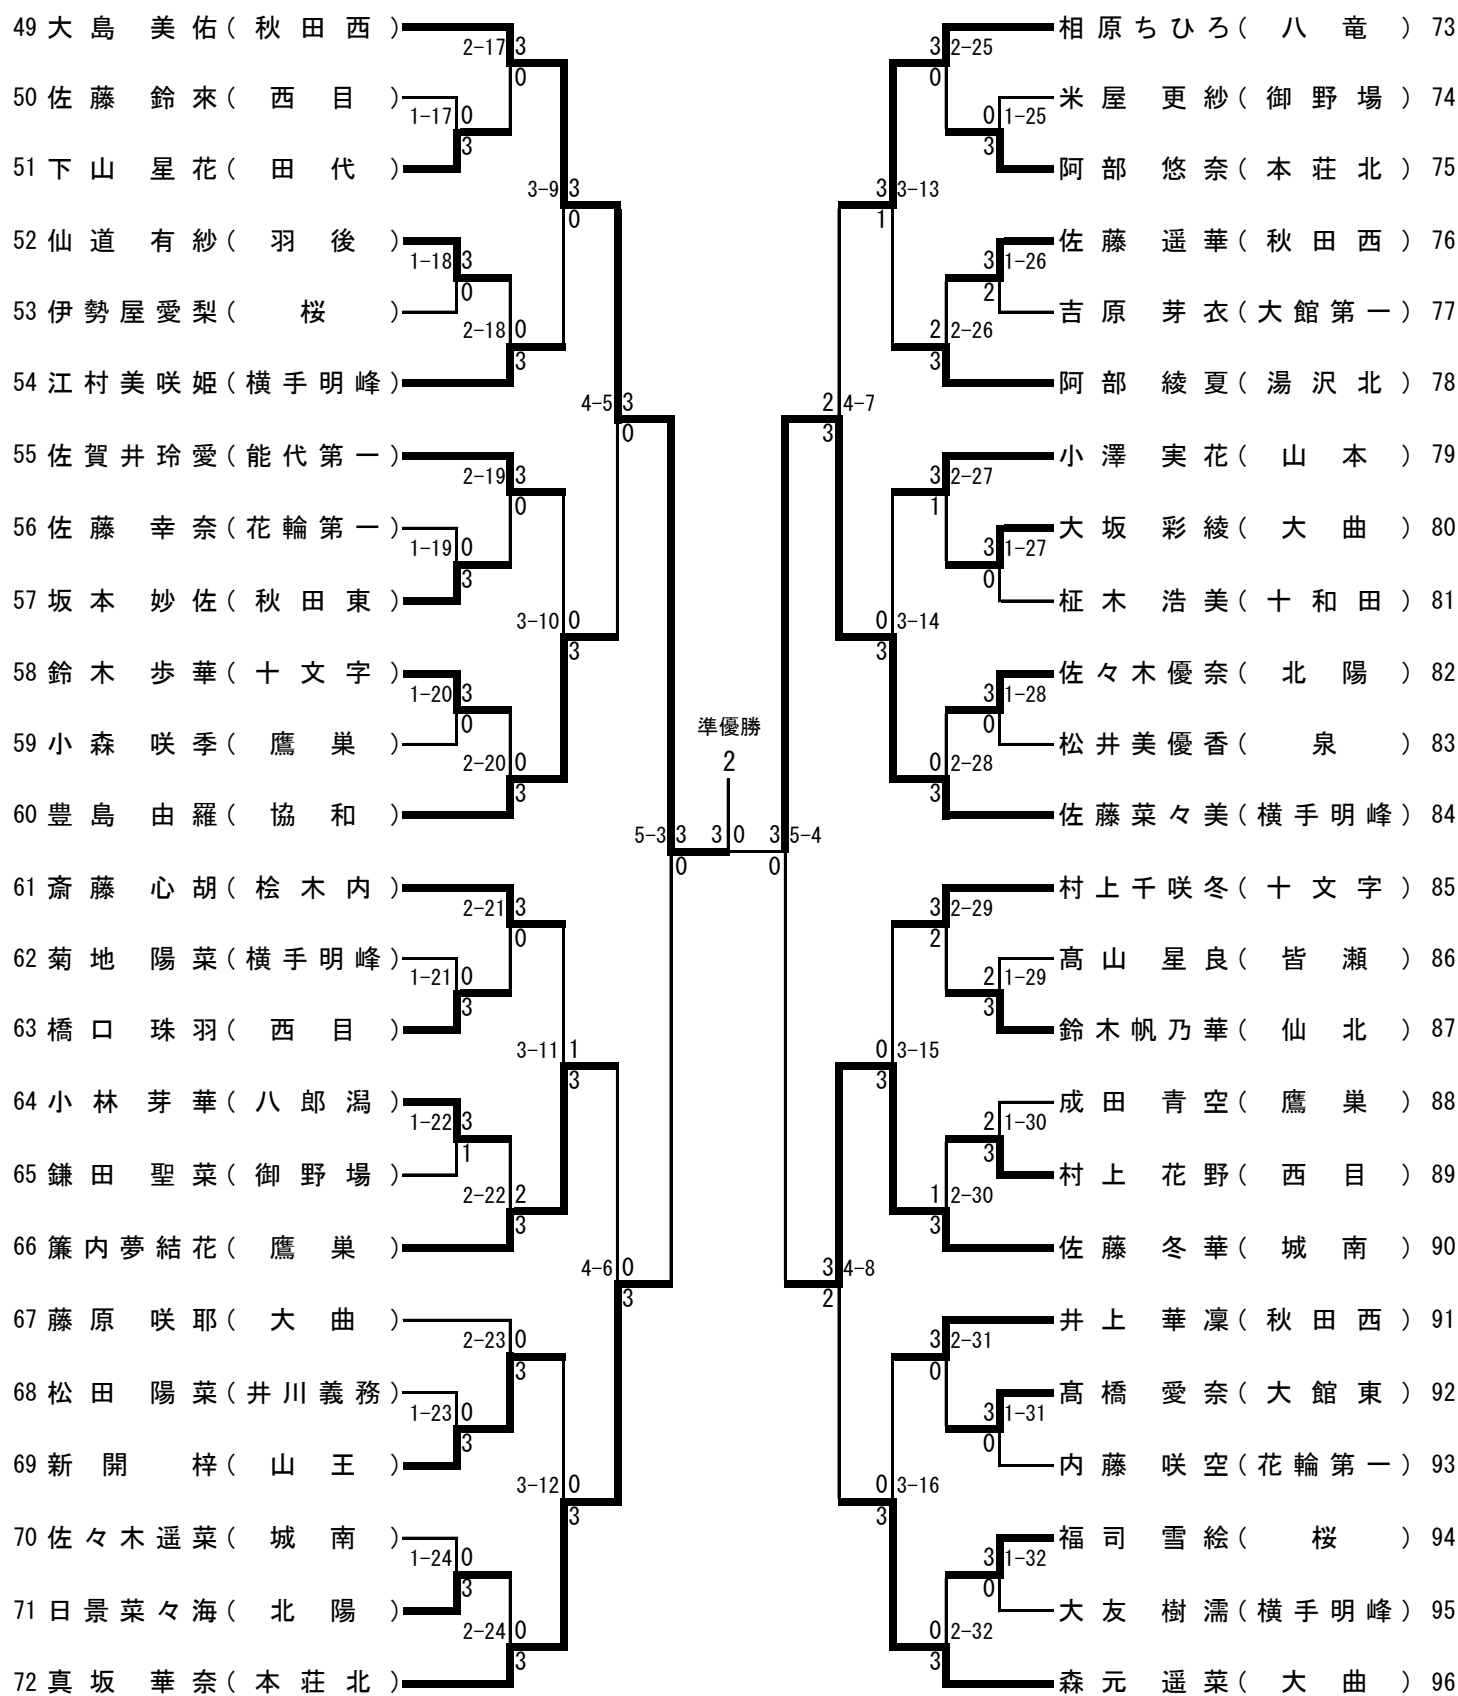 49 大島 美佑(秋田西)
2-17 3
0
50 佐藤 鈴來(西目)
1-17 0
3
51 下山 星花(田代)
3-9 3
0
52 仙道 有紗(羽後)
1-18 3
0
53 伊勢屋愛梨(桜)
2-18 0
3
54 江村美咲姫(横手明峰)
4-5 3
0
55 佐賀井玲愛(能代第一)
2-19 3
0
56 佐藤 幸奈(花輪第一)
1-19 0
3
57 坂本 妙佐(秋田東)
3-10 0
3
58 鈴木 歩華(十文字)
1-20 3
0
59 小森 咲季(鷹巣)
2-20 0
3
60 豊島 由羅(協和)
5-3 3
0
61 斎藤 心胡(桧木内)
2-21 3
0
62 菊地 陽菜(横手明峰)
1-21 0
3
63 橋口 珠羽(西目)
3-11 1
3
64 小林 芽華(八郎潟)
1-22 3
1
65 鎌田 聖菜(御野場)
2-22 2
3
66 簾内夢結花(鷹巣)
4-6 0
3
67 藤原 咲耶(大曲)
2-23 0
3
68 松田 陽菜(井川義務)
1-23 0
3
69 新開 梓(山王)
3-12 0
3
70 佐々木遥菜(城南)
1-24 0
3
71 日景菜々海(北陽)
2-24 0
3
72 真坂 華奈(本荘北)
準優勝
2
3 0
相原ちひろ(八竜) 73
3 2-25
0
米屋 更紗(御野場) 74
0 1-25
3
阿部 悠奈(本荘北) 75
3 3-13
1
佐藤 遥華(秋田西) 76
3 1-26
2
吉原 芽衣(大館第一) 77
2 2-26
3
阿部 綾夏(湯沢北) 78
2 4-7
3
小澤 実花(山本) 79
3 2-27
1
大坂 彩綾(大曲) 80
3 1-27
0
柾木 浩美(十和田) 81
0 3-14
3
佐々木優奈(北陽) 82
3 1-28
0
松井美優香(泉) 83
0 2-28
3
佐藤菜々美(横手明峰) 84
3 5-4
0
村上千咲冬(十文字) 85
3 2-29
2
髙山 星良(皆瀬) 86
2 1-29
3
鈴木帆乃華(仙北) 87
0 3-15
3
成田 青空(鷹巣) 88
2 1-30
3
村上 花野(西目) 89
1 2-30
3
佐藤 冬華(城南) 90
3 4-8
2
井上 華凜(秋田西) 91
3 2-31
0
髙橋 愛奈(大館東) 92
3 1-31
0
内藤 咲空(花輪第一) 93
0 3-16
3
福司 雪絵(桜) 94
3 1-32
0
大友 樹濡(横手明峰) 95
0 2-32
3
森元 遥菜(大曲) 96